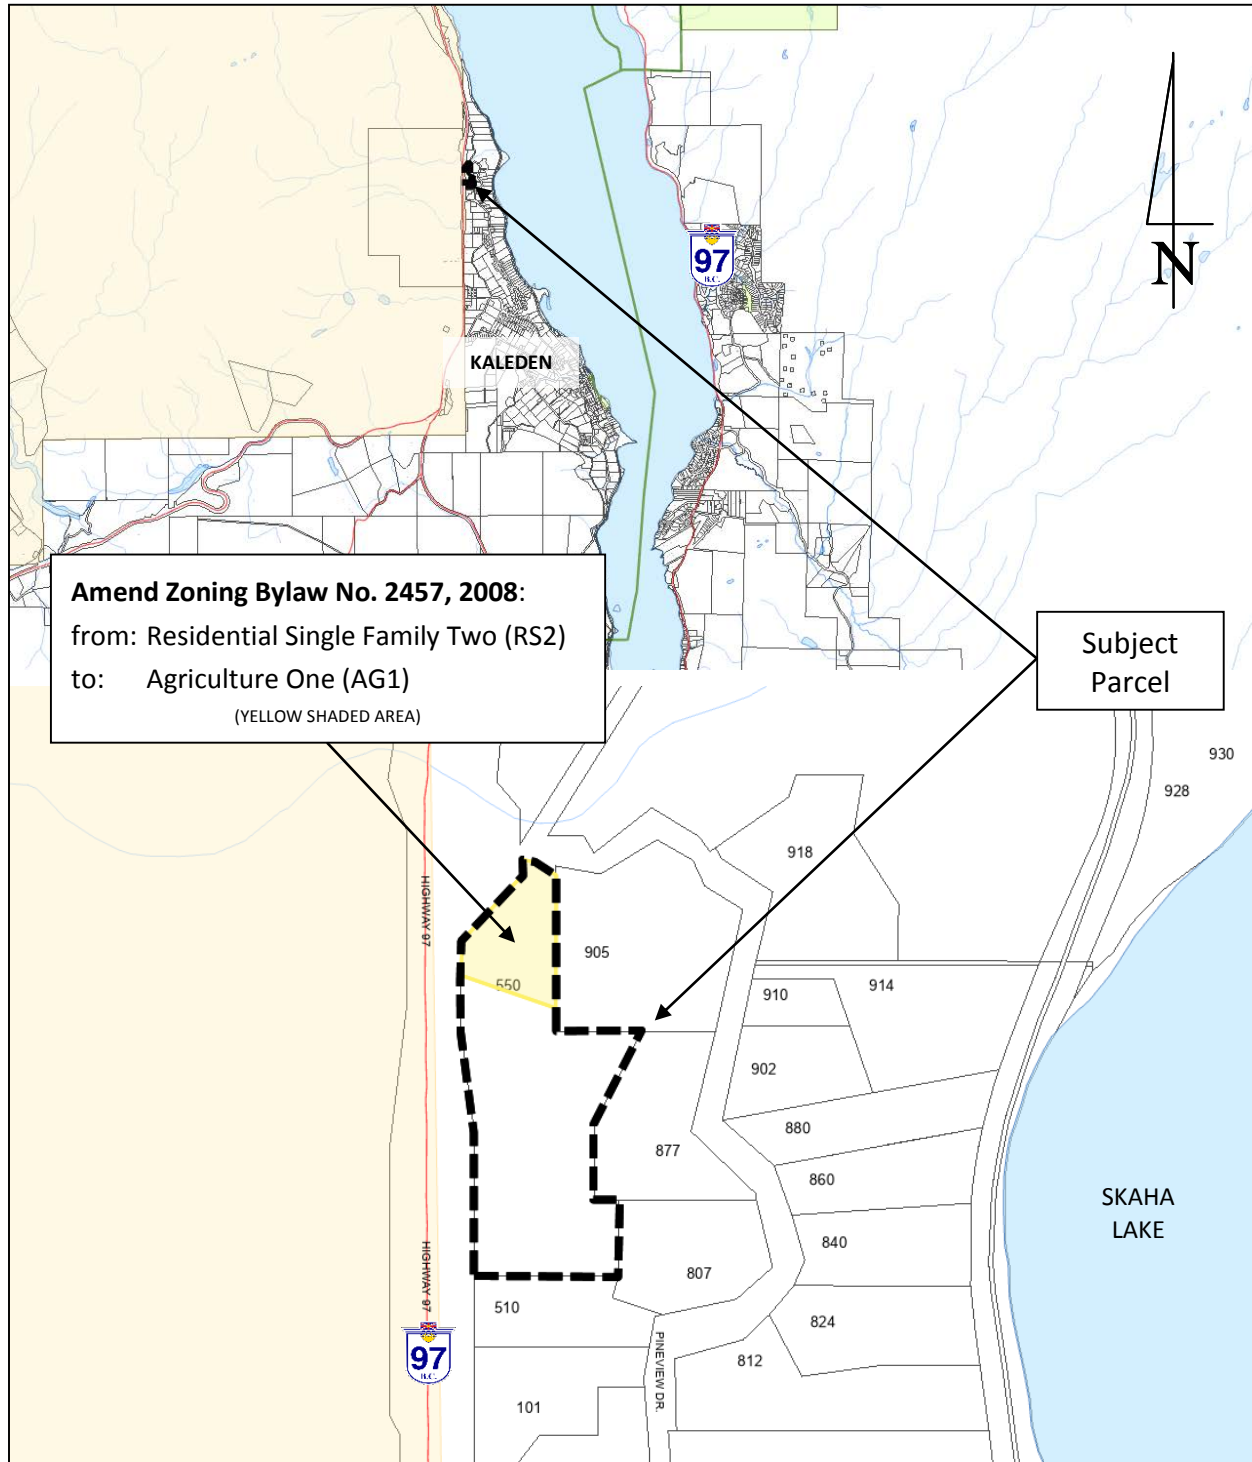 97
B.C.
N
KALEDEN
Amend Zoning Bylaw No. 2457, 2008:
from: Residential Single Family Two (RS2)
to: Agriculture One (AG1)
(YELLOW SHADED AREA)
Subject
Parcel
930
928
918
HIGHWAY 97
905
550
910
914
902
880
877
860
SKAHA
LAKE
840
HIGHWAY 97
807
510
824
97
B.C.
PINEVIEW DR.
812
101